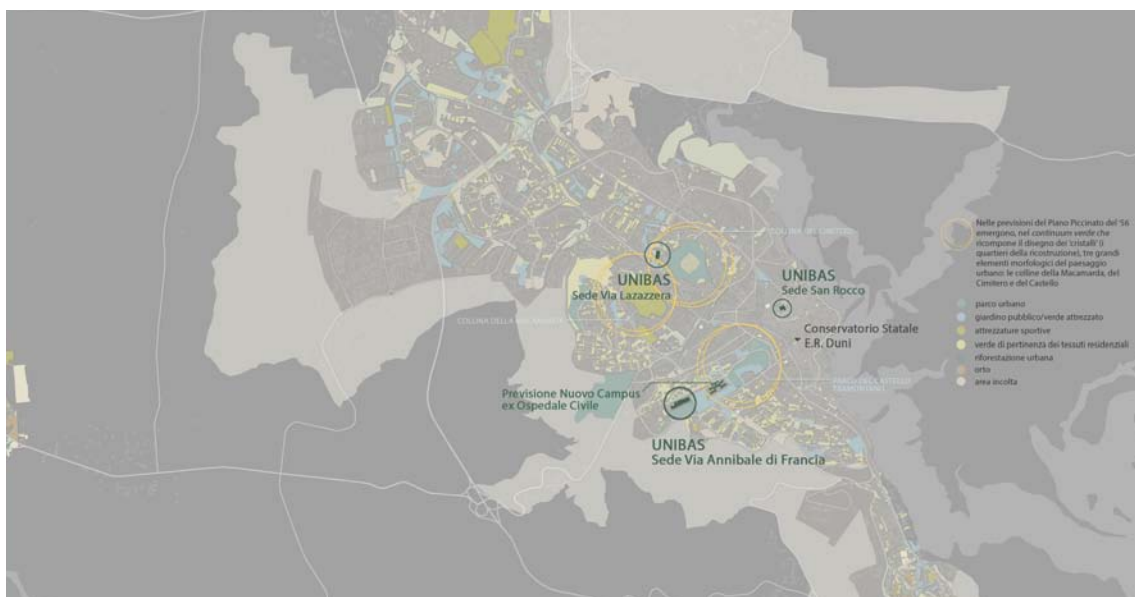 COLLINA DEL CIMITERO
UNIBAS
Sede Via Lazazzera
UNIBAS
Sede San Rocco
COLLINA DELLA MACAMARDA
Conservatorio Statale
E.R. Duni
PARCO DEL CASTELLO
TRAMONTANO
Previsione Nuovo Campus
ex Ospedale Civile
UNIBAS
Sede Via Annibale di Francia
Nelle previsioni del Piano Piccinato del '56
emergono, nel continuum verde che
ricompone il disegno dei 'cristalli' (i
quartieri della ricostruzione), tre grandi
elementi morfologici del paesaggio
urbano: le colline della Macamarda, del
Cimitero e del Castello
parco urbano
giardino pubblico/verde attrezzato
attrezzature sportive
verde di pertinenza dei tessuti residenziali
riforestazione urbana
orto
area incolta